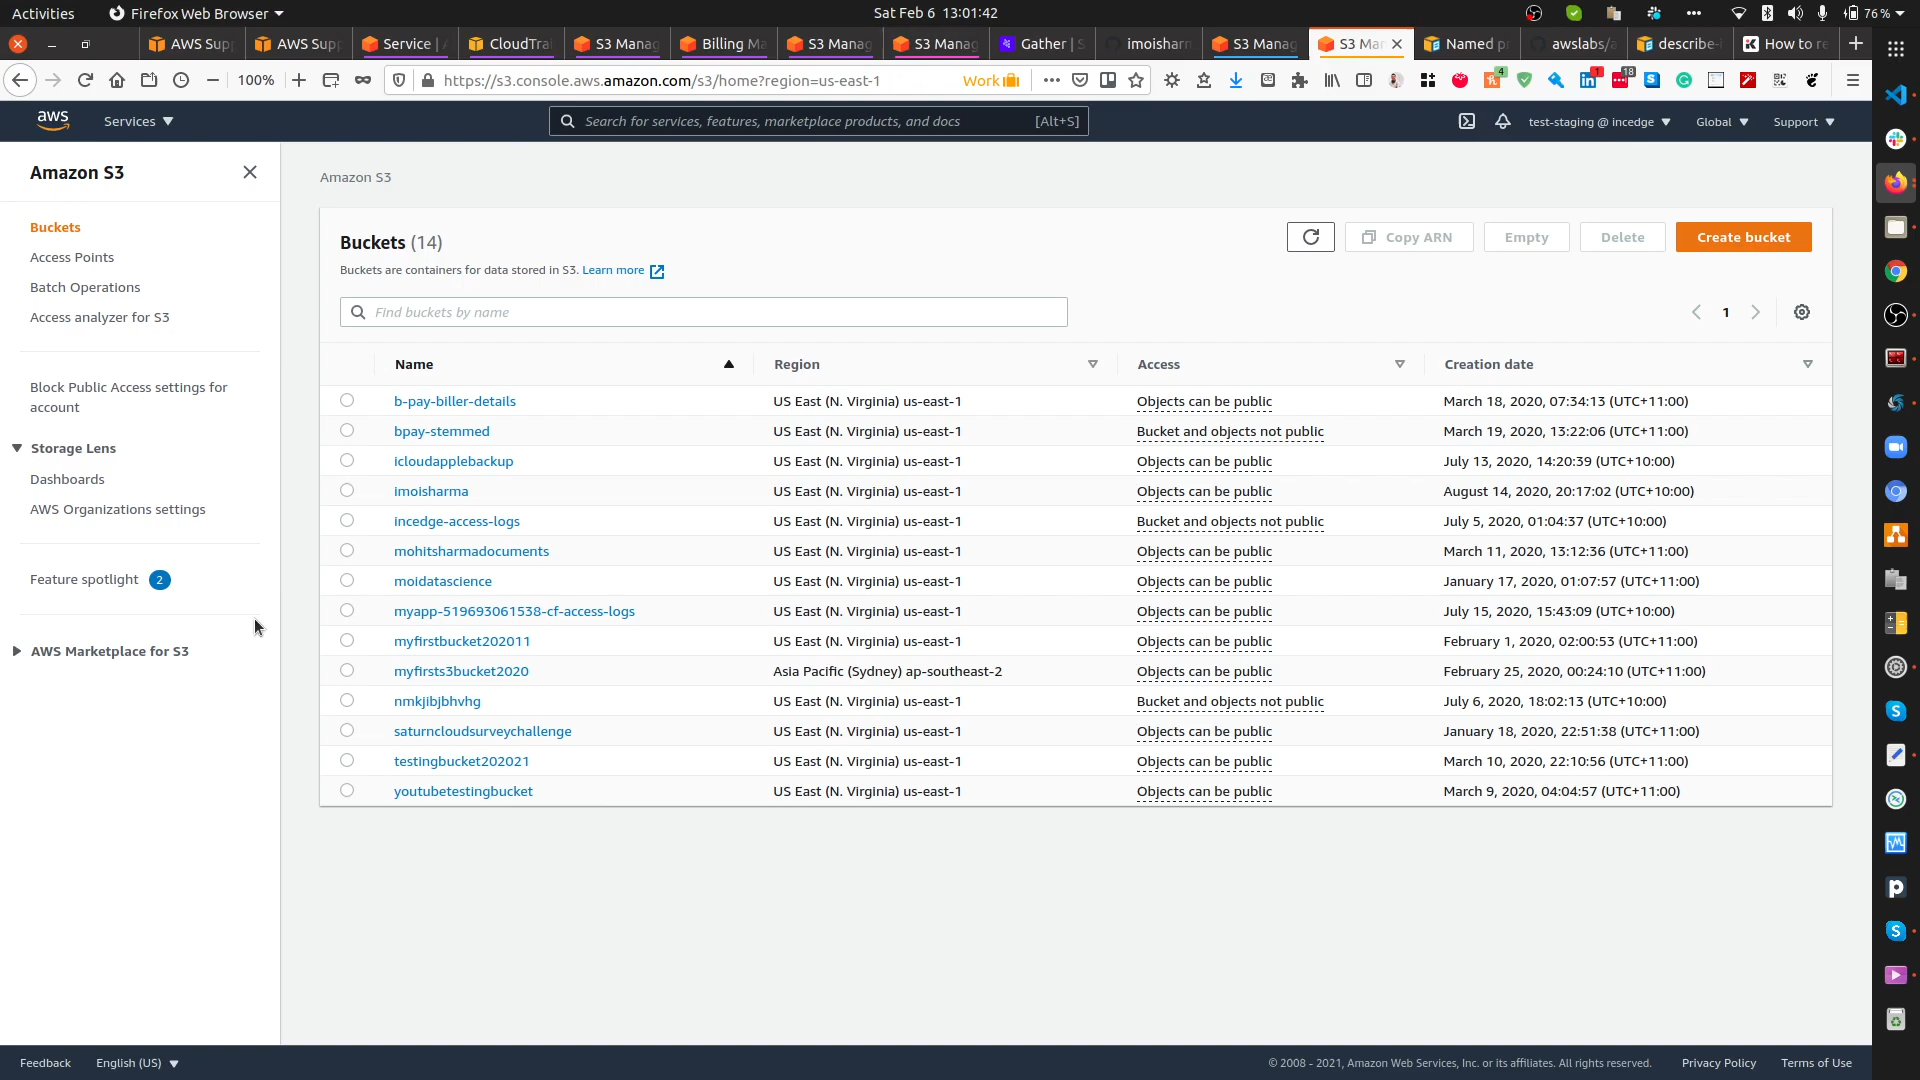 Activities Firefox Web Browser Sat Feb 6 13:01:42 76 %
AWS Sup AWS Sup Service | CloudTra S3 Manag Billing Ma S3 Manag S3 Manag Gather | S imoisharm S3 Manag S3 Mar Named p awslabs/a describe- How to re
100% https://s3.console.aws.amazon.com/s3/home?region=us-east-1 Work 4 1 18
aws Services Search for services, features, marketplace products, and docs [Alt+S] test-staging @ incedge Global Support
Amazon S3
Buckets
Access Points
Batch Operations
Access analyzer for S3
Block Public Access settings for
account
Storage Lens
Dashboards
AWS Organizations settings
Feature spotlight 2
AWS Marketplace for S3
Amazon S3
Buckets (14)
Copy ARN Empty Delete Create bucket
Buckets are containers for data stored in S3. Learn more
Find buckets by name
1
Name Region Access Creation date
b-pay-biller-details US East (N. Virginia) us-east-1 Objects can be public March 18, 2020, 07:34:13 (UTC+11:00)
bpay-stemmed US East (N. Virginia) us-east-1 Bucket and objects not public March 19, 2020, 13:22:06 (UTC+11:00)
icloudapplebackup US East (N. Virginia) us-east-1 Objects can be public July 13, 2020, 14:20:39 (UTC+10:00)
imoisharma US East (N. Virginia) us-east-1 Objects can be public August 14, 2020, 20:17:02 (UTC+10:00)
incedge-access-logs US East (N. Virginia) us-east-1 Bucket and objects not public July 5, 2020, 01:04:37 (UTC+10:00)
mohitsharmadocuments US East (N. Virginia) us-east-1 Objects can be public March 11, 2020, 13:12:36 (UTC+11:00)
moidatascience US East (N. Virginia) us-east-1 Objects can be public January 17, 2020, 01:07:57 (UTC+11:00)
myapp-519693061538-cf-access-logs US East (N. Virginia) us-east-1 Objects can be public July 15, 2020, 15:43:09 (UTC+10:00)
myfirstbucket202011 US East (N. Virginia) us-east-1 Objects can be public February 1, 2020, 02:00:53 (UTC+11:00)
myfirsts3bucket2020 Asia Pacific (Sydney) ap-southeast-2 Objects can be public February 25, 2020, 00:24:10 (UTC+11:00)
nmkjibjbhvhg US East (N. Virginia) us-east-1 Bucket and objects not public July 6, 2020, 18:02:13 (UTC+10:00)
saturncloudsurveychallenge US East (N. Virginia) us-east-1 Objects can be public January 18, 2020, 22:51:38 (UTC+11:00)
testingbucket202021 US East (N. Virginia) us-east-1 Objects can be public March 10, 2020, 22:10:56 (UTC+11:00)
youtubetestingbucket US East (N. Virginia) us-east-1 Objects can be public March 9, 2020, 04:04:57 (UTC+11:00)
Feedback English (US) © 2008 - 2021, Amazon Web Services, Inc. or its affiliates. All rights reserved. Privacy Policy Terms of Use